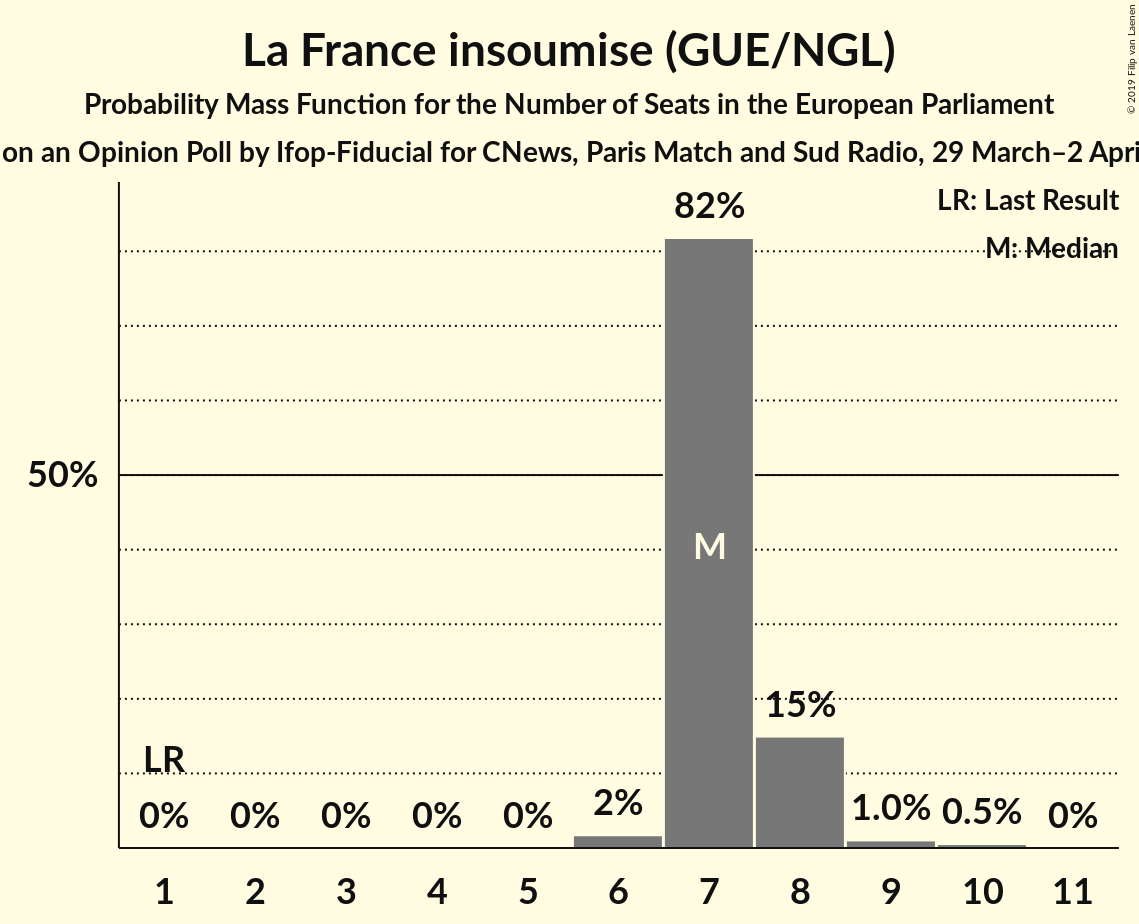 La France insoumise (GUE/NGL)
Probability Mass Function for the Number of Seats in the European Parliament
on an Opinion Poll by Ifop-Fiducial for CNews, Paris Match and Sud Radio, 29 March–2 Apri
© 2019 Filip van Laenen
LR: Last Result
M: Median
82%
50%
M
15%
LR
0% 0% 0% 0% 0% 2% 1.0% 0.5% 0%
1 2 3 4 5 6 7 8 9 10 11